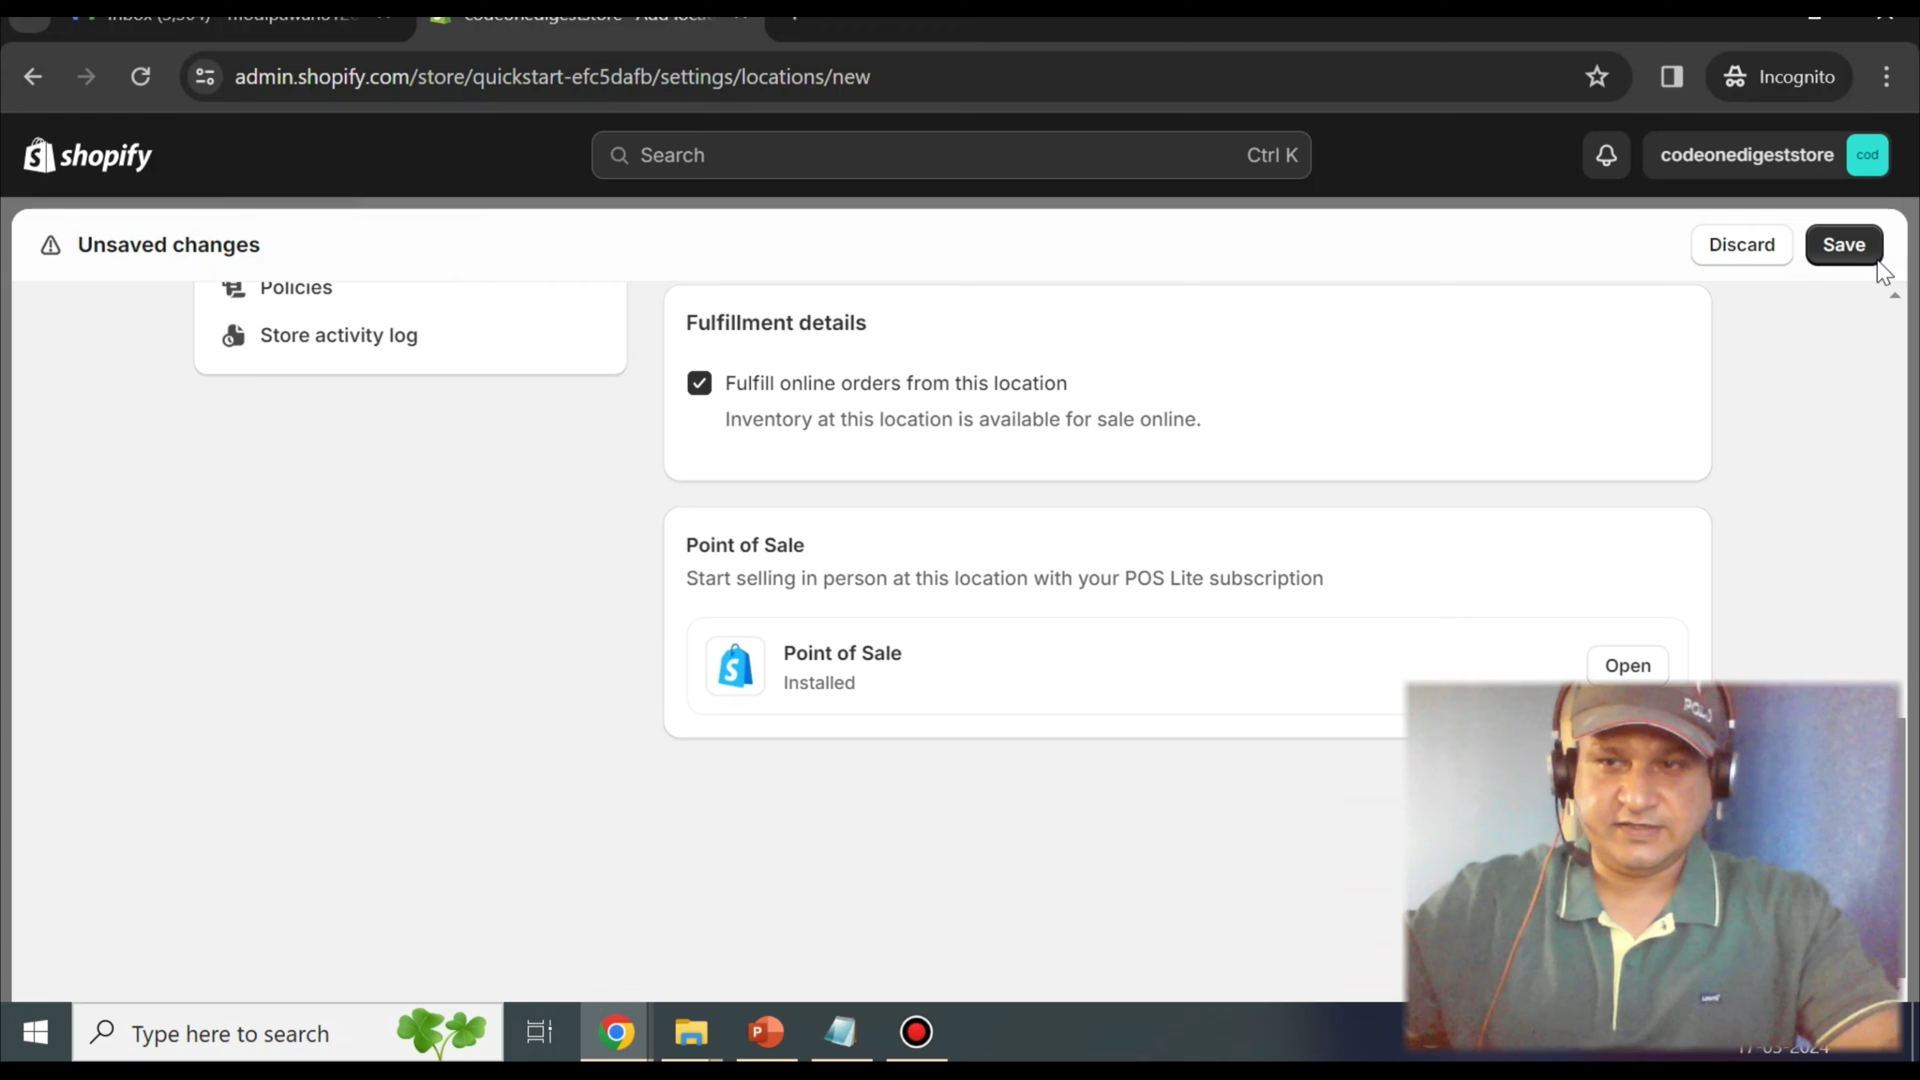 admin.shopify.com/store/quickstart-efc5dafb/settings/locations/new
Incognito
shopify
Search
Ctrl K
codeonedigeststore
cod
Unsaved changes
Discard
Save
Policies
Store activity log
Fulfillment details
Fulfill online orders from this location
Inventory at this location is available for sale online.
Point of Sale
Start selling in person at this location with your POS Lite subscription
Point of Sale
Installed
Open
Type here to search